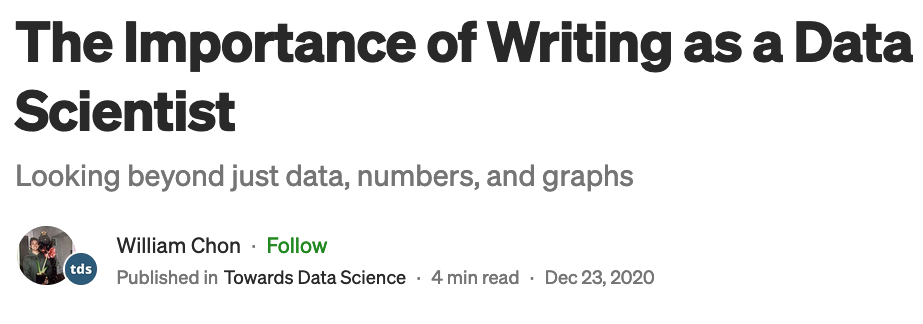 The Importance of Writing as a Data
Scientist
Looking beyond just data, numbers, and graphs
William Chon · Follow
tds
Published in Towards Data Science · 4 min read · Dec 23, 2020